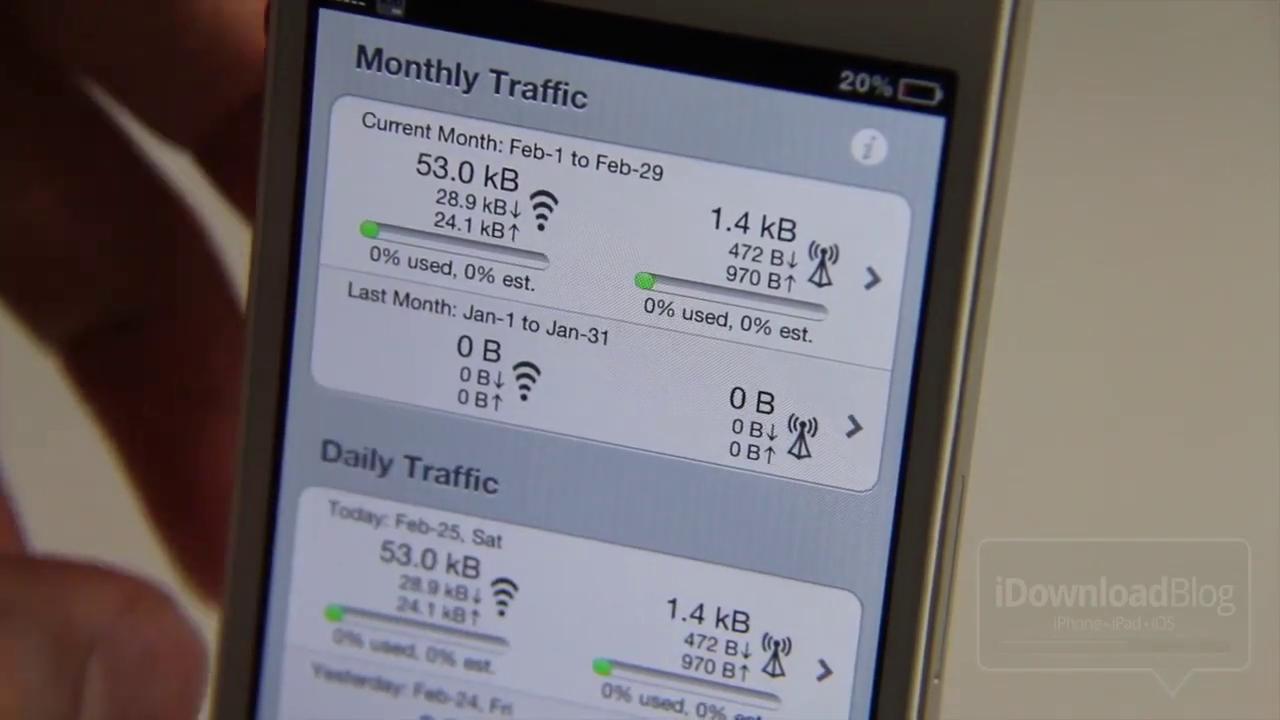 20%
Monthly Traffic
Current Month: Feb-1 to Feb-29
53.0 kB
28.9 kB↓
24.1 kB↑
0% used, 0% est.
1.4 kB
472 B↓
970 B↑
0% used, 0% est.
Last Month: Jan-1 to Jan-31
0 B
0 B↓
0 B↑
0 B
0 B↓
0 B↑
Daily Traffic
Today: Feb-25, Sat
53.0 kB
28.9 kB↓
24.1 kB↑
0% used, 0% est.
1.4 kB
472 B↓
970 B↑
0% used, 0% est.
Yesterday: Feb-24, Fri
iDownloadBlog
iPhone • iPad • iOS